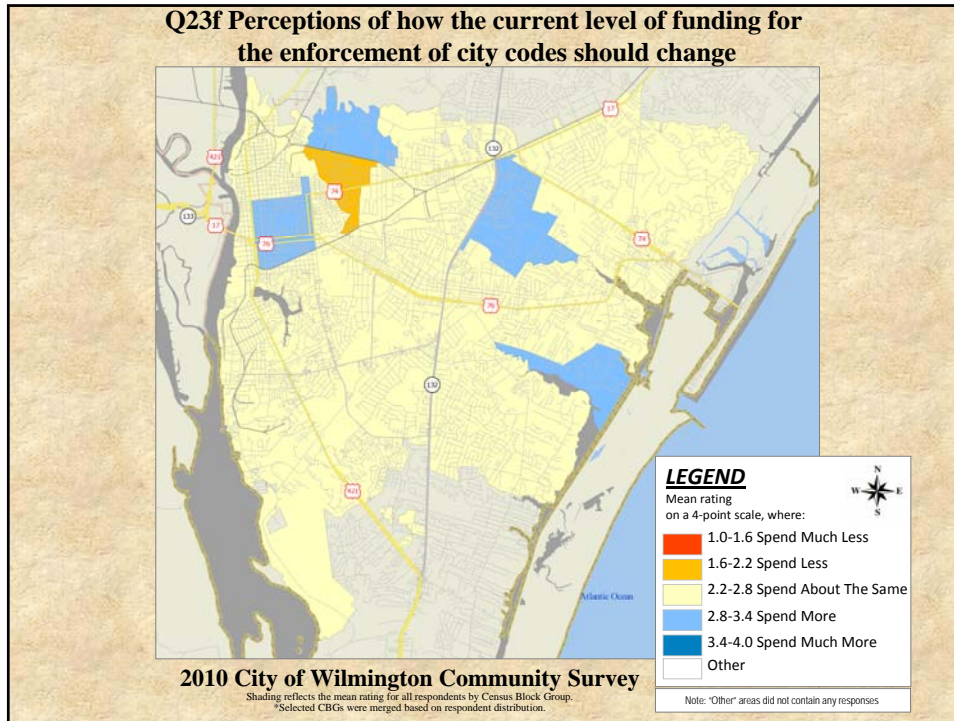 Q23f Perceptions of how the current level of funding for
the enforcement of city codes should change
17
132
421
74
133
17
76
74
76
132
421
Atlantic Ocean
LEGEND
Mean rating
on a 4-point scale, where:
N
W E
S
1.0-1.6 Spend Much Less
1.6-2.2 Spend Less
2.2-2.8 Spend About The Same
2.8-3.4 Spend More
3.4-4.0 Spend Much More
Other
Note: "Other" areas did not contain any responses
2010 City of Wilmington Community Survey
Shading reflects the mean rating for all respondents by Census Block Group.
*Selected CBGs were merged based on respondent distribution.